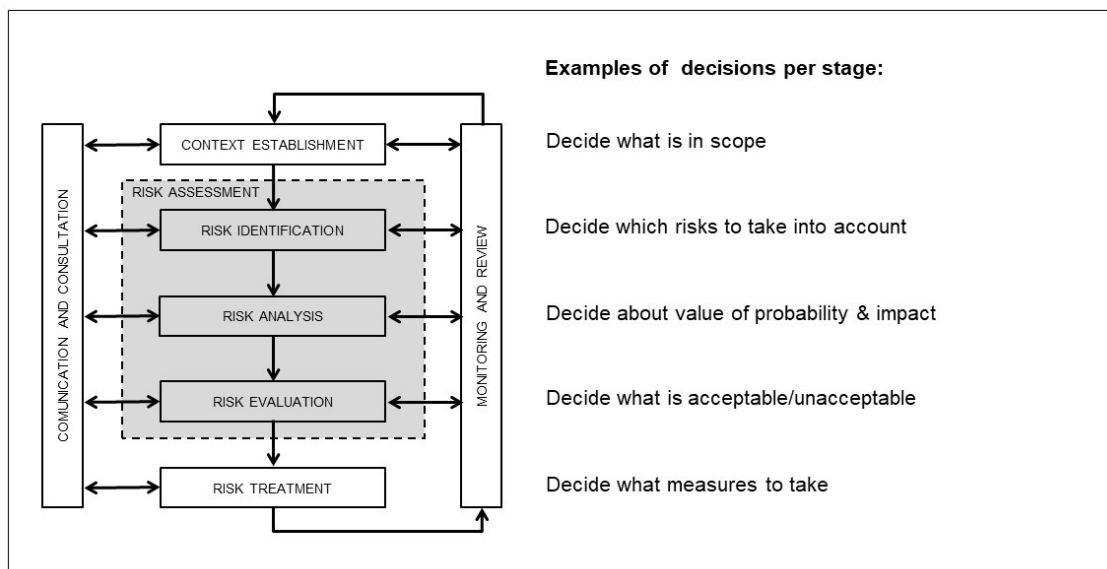 Examples of decisions per stage:
CONTEXT ESTABLISHMENT
Decide what is in scope
RISK ASSESSMENT
RISK IDENTIFICATION
Decide which risks to take into account
RISK ANALYSIS
Decide about value of probability & impact
RISK EVALUATION
Decide what is acceptable/unacceptable
RISK TREATMENT
Decide what measures to take
COMUNICATION AND CONSULTATION
MONITORING AND REVIEW